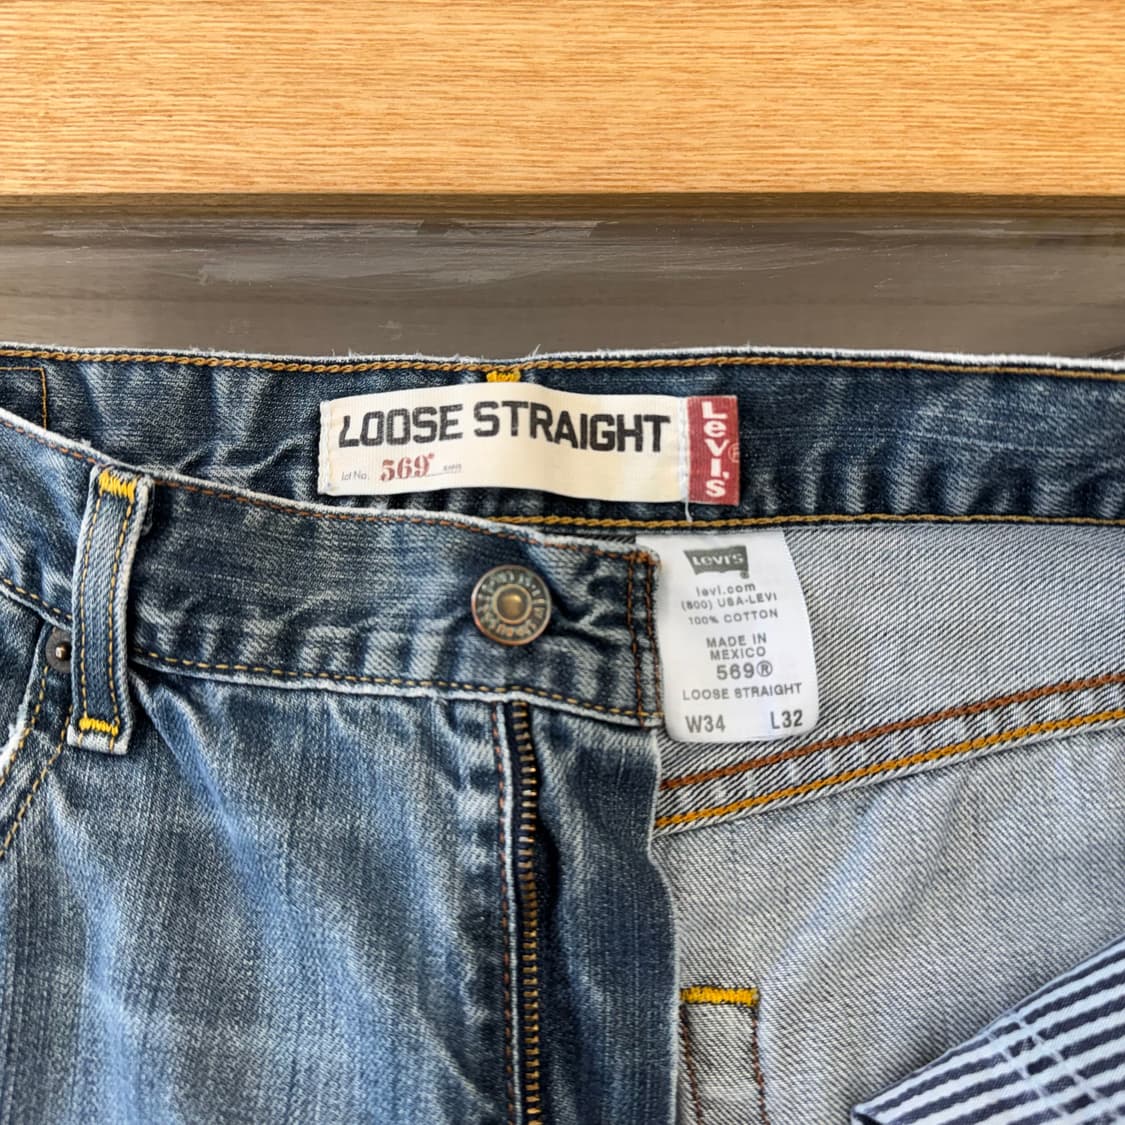 LOOSE STRAIGHT
Lot No. 569® JEANS
Levi's®
Levi's®
levi.com
(800) USA-LEVI
100% COTTON
MADE IN
MEXICO
569®
LOOSE STRAIGHT
W34 L32